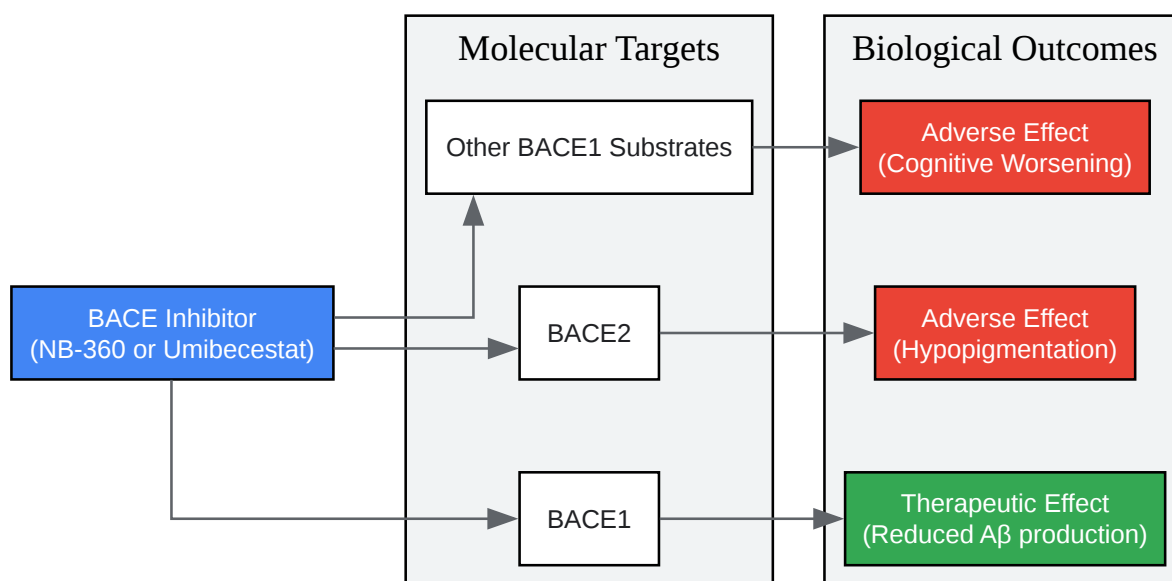 Molecular Targets
Biological Outcomes
Other BACE1 Substrates
Adverse Effect
(Cognitive Worsening)
BACE Inhibitor
(NB-360 or Umibecestat)
BACE2
Adverse Effect
(Hypopigmentation)
BACE1
Therapeutic Effect
(Reduced Aβ production)